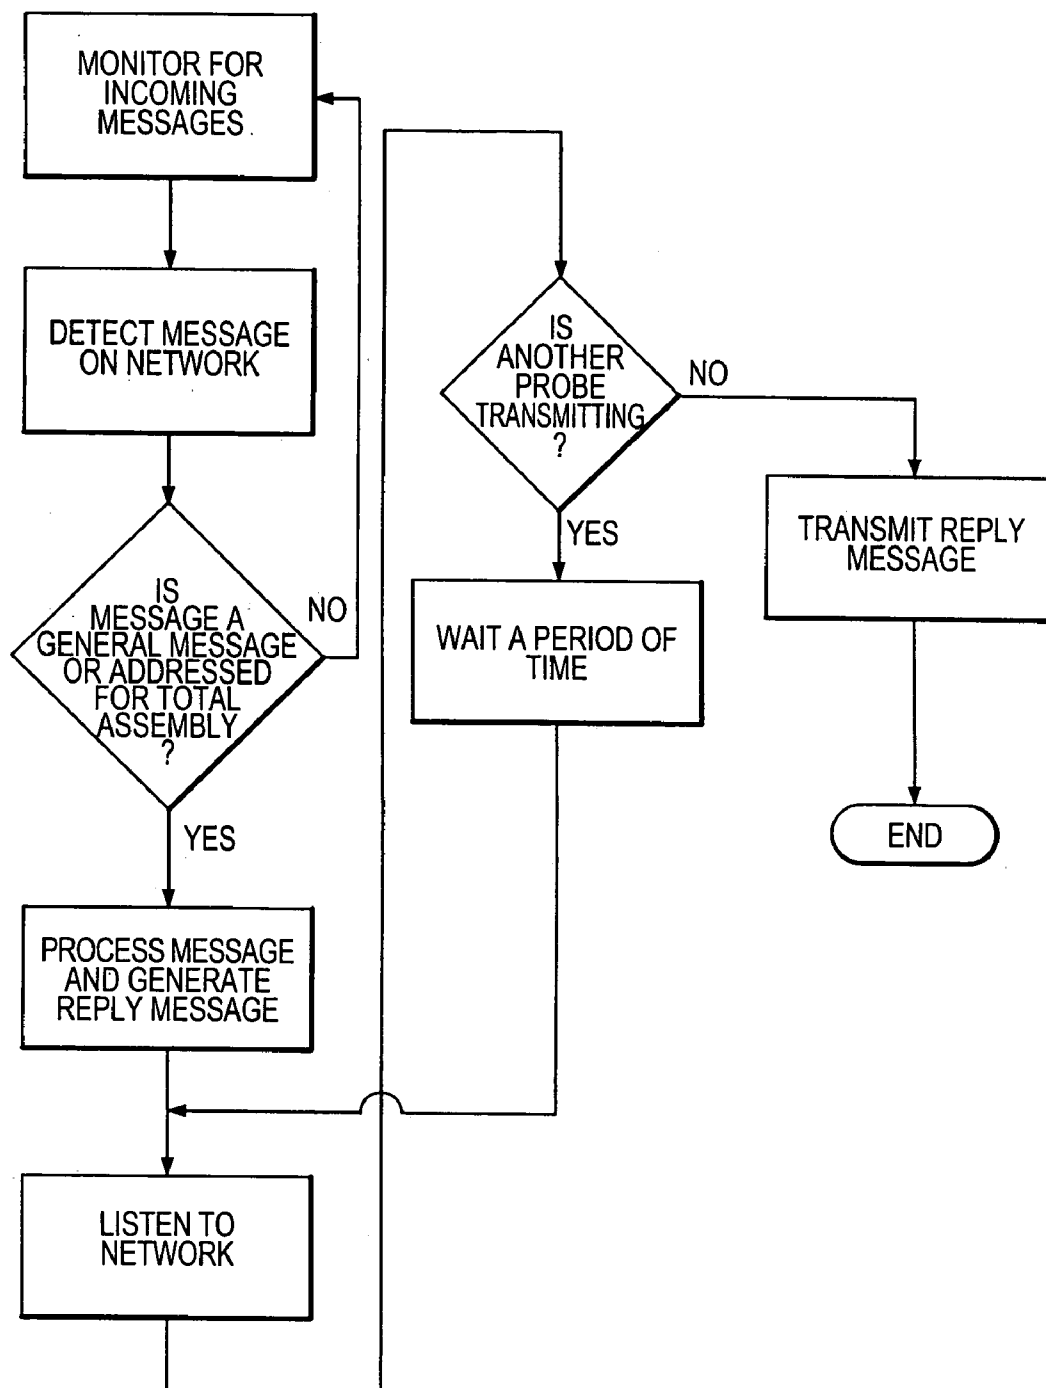 MONITOR FOR
INCOMING
MESSAGES
DETECT MESSAGE
ON NETWORK
IS
MESSAGE A
GENERAL MESSAGE
OR ADDRESSED
FOR TOTAL
ASSEMBLY
?
NO
YES
PROCESS MESSAGE
AND GENERATE
REPLY MESSAGE
LISTEN TO
NETWORK
IS
ANOTHER
PROBE
TRANSMITTING
?
NO
YES
WAIT A PERIOD OF
TIME
TRANSMIT REPLY
MESSAGE
END